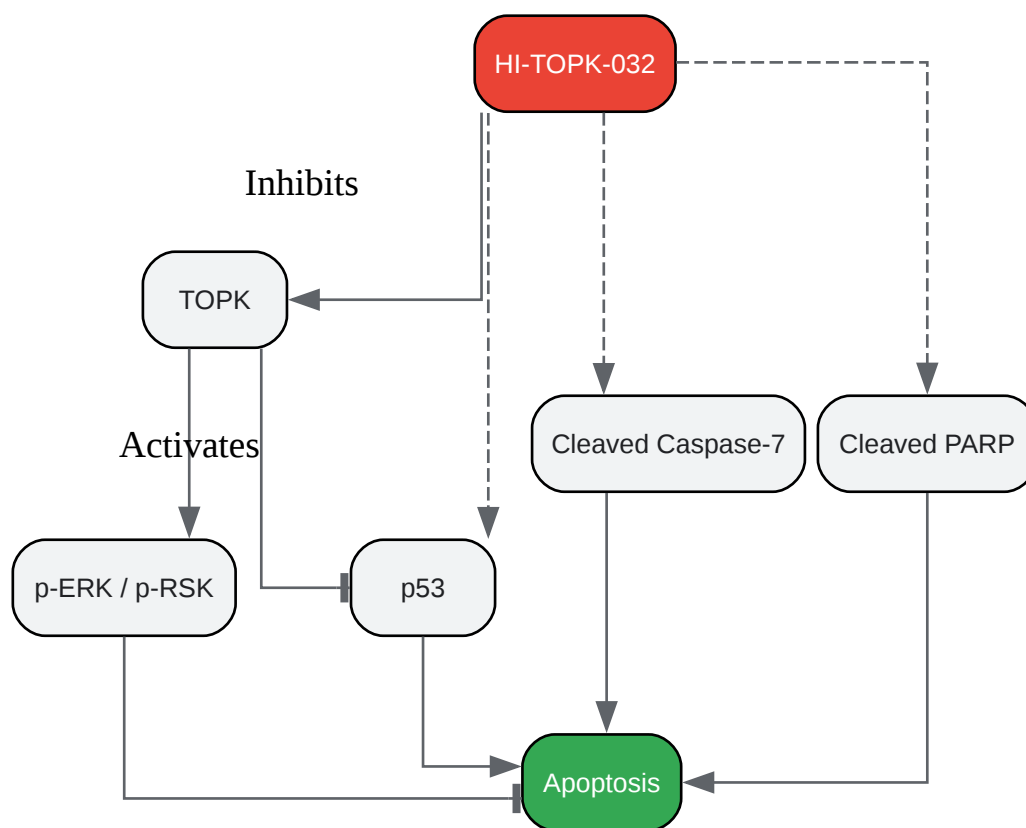 HI-TOPK-032
Inhibits
TOPK
Activates
Cleaved Caspase-7
Cleaved PARP
p-ERK / p-RSK
p53
Apoptosis